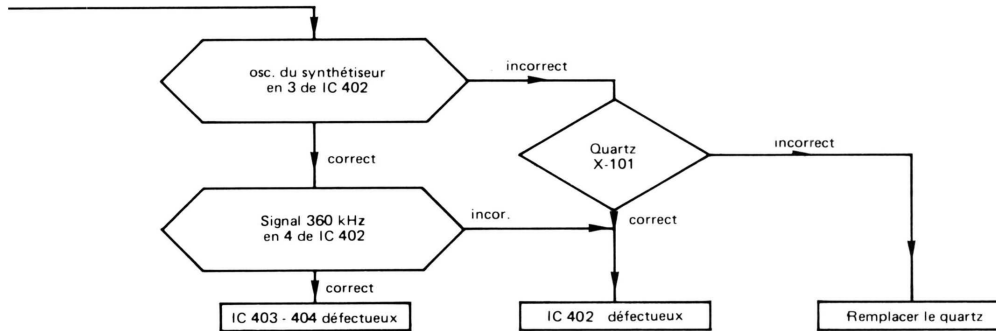 osc. du synthétiseur
en 3 de IC 402
incorrect
Quartz
X-101
incorrect
correct
Signal 360 kHz
en 4 de IC 402
incor.
correct
correct
IC 403 - 404 défectueux
IC 402 défectueux
Remplacer le quartz